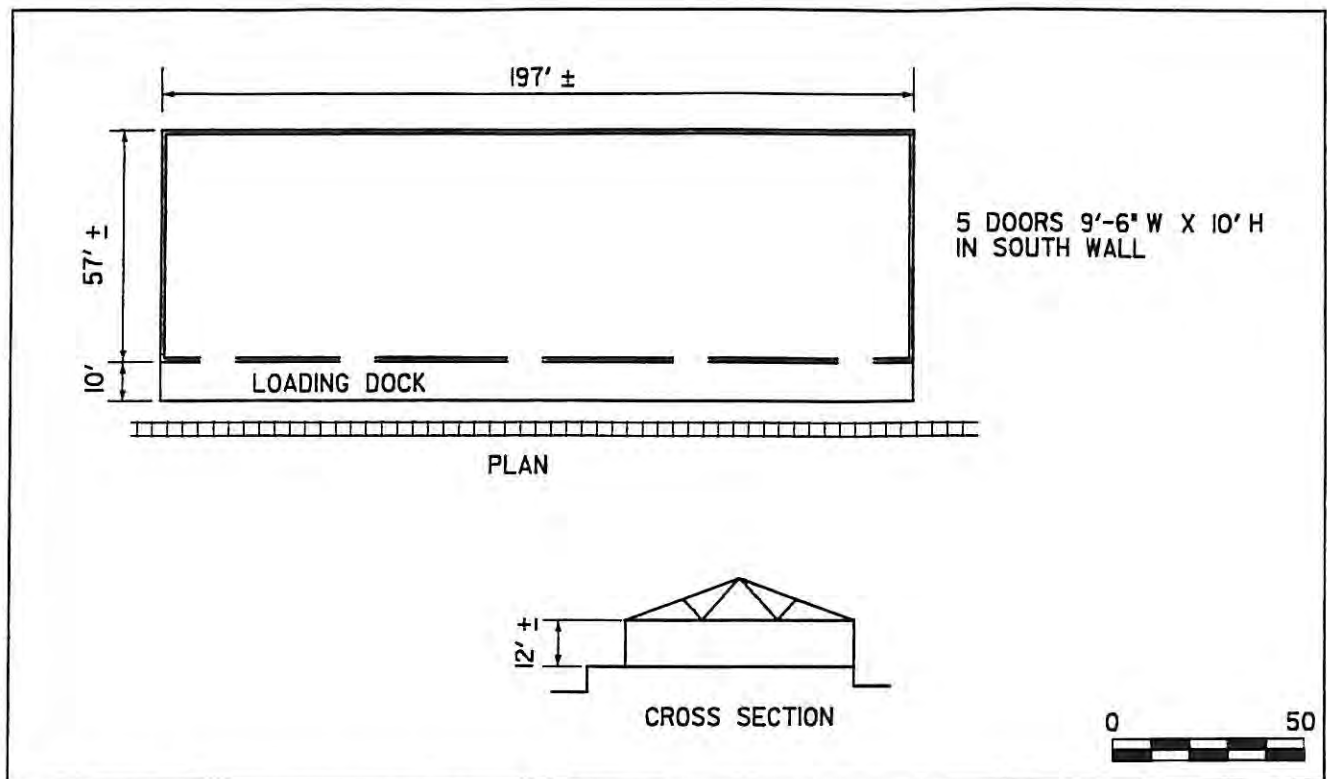 197' ±
57' ±
5 DOORS 9'-6" W X 10' H
IN SOUTH WALL
10'
LOADING DOCK
PLAN
12' ±
CROSS SECTION
0 50